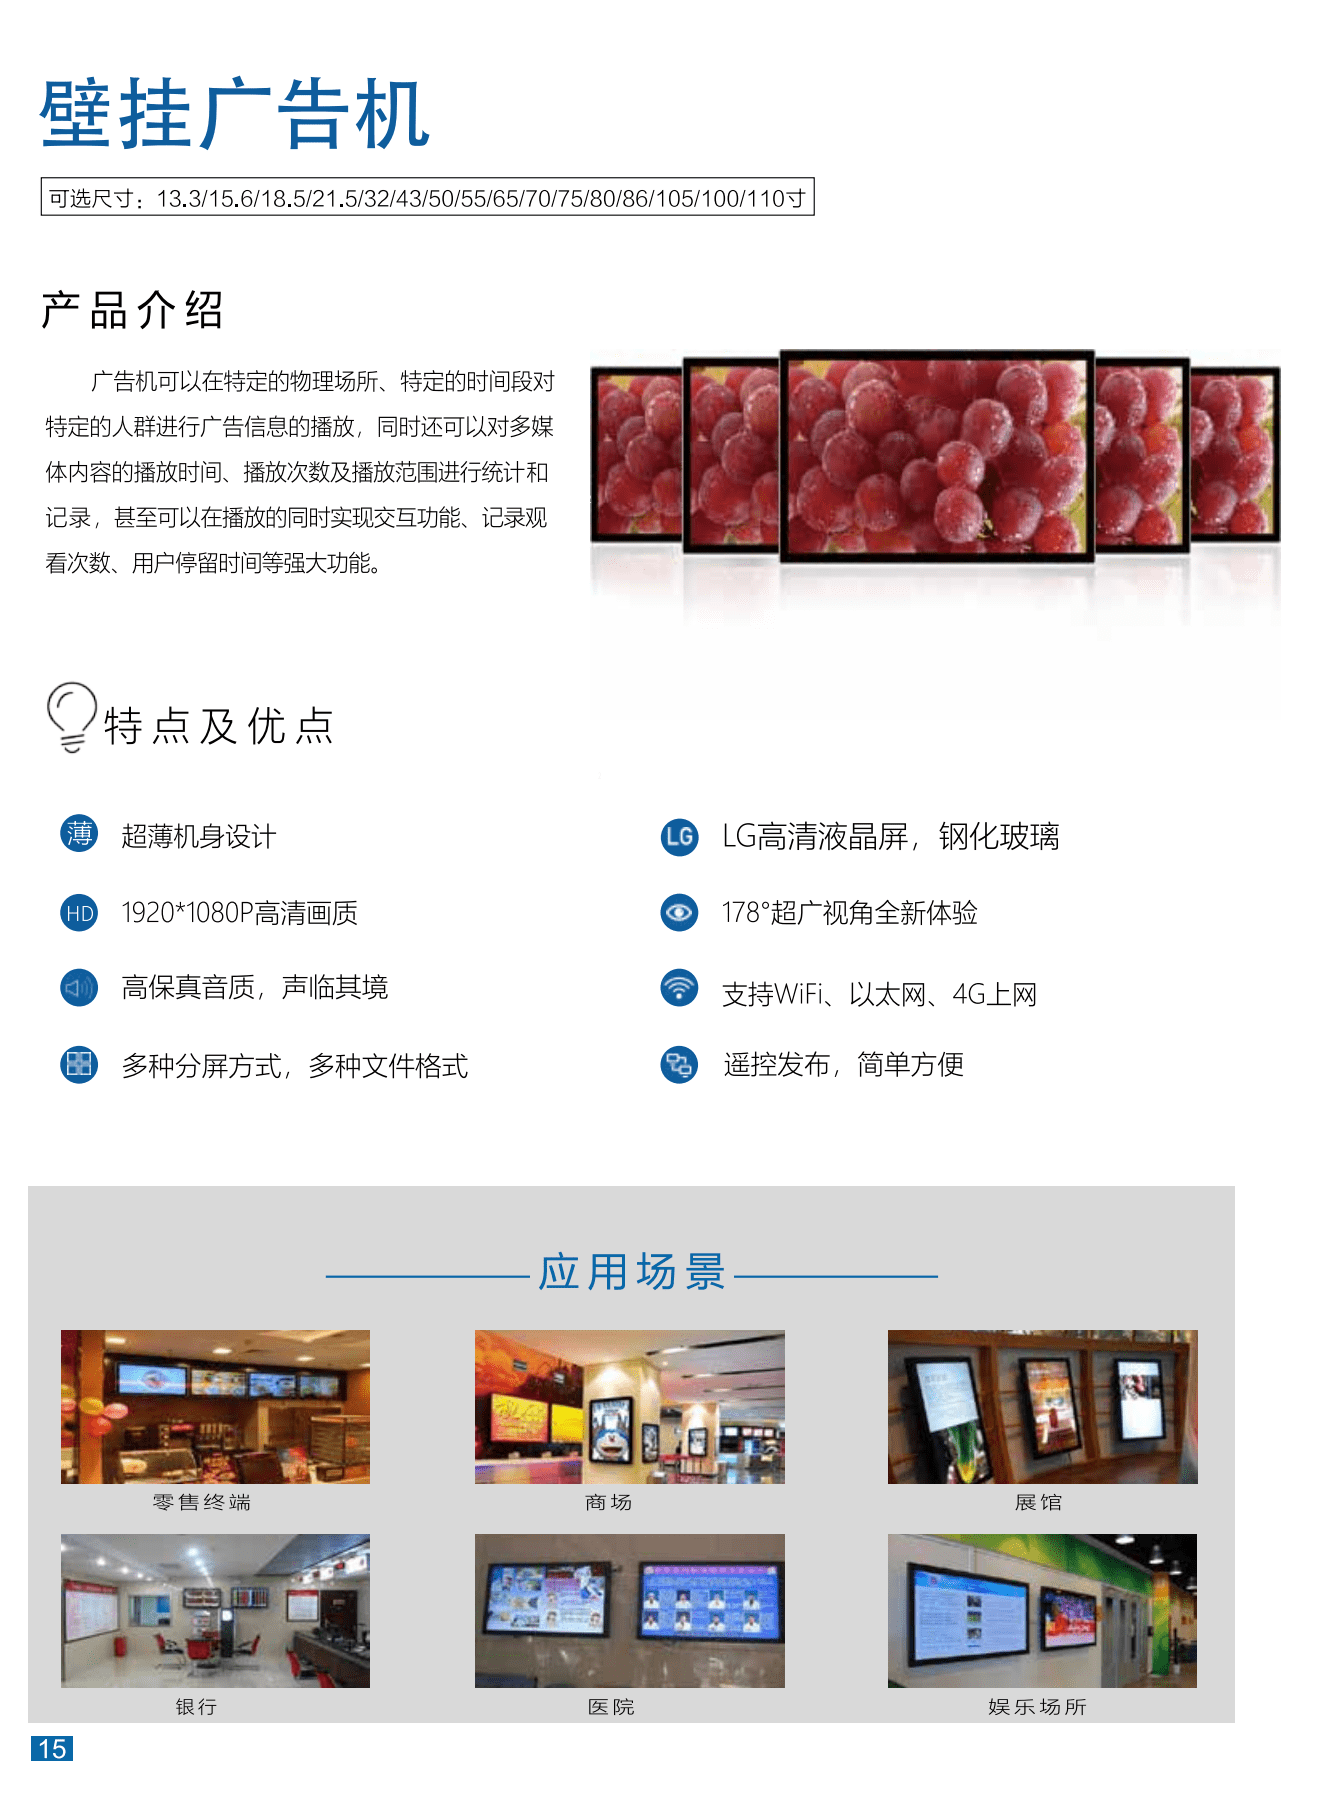 壁挂广告机
可选尺寸：13.3/15.6/18.5/21.5/32/43/50/55/65/70/75/80/86/105/100/110寸
产品介绍
广告机可以在特定的物理场所、特定的时间段对
特定的人群进行广告信息的播放，同时还可以对多媒
体内容的播放时间、播放次数及播放范围进行统计和
记录，甚至可以在播放的同时实现交互功能、记录观
看次数、用户停留时间等强大功能。
特点及优点
薄 超薄机身设计
LG LG高清液晶屏，钢化玻璃
HD 1920*1080P高清画质
178°超广视角全新体验
高保真音质，声临其境
支持WiFi、以太网、4G上网
多种分屏方式，多种文件格式
遥控发布，简单方便
应用场景
零售终端
商场
展馆
银行
医院
娱乐场所
15